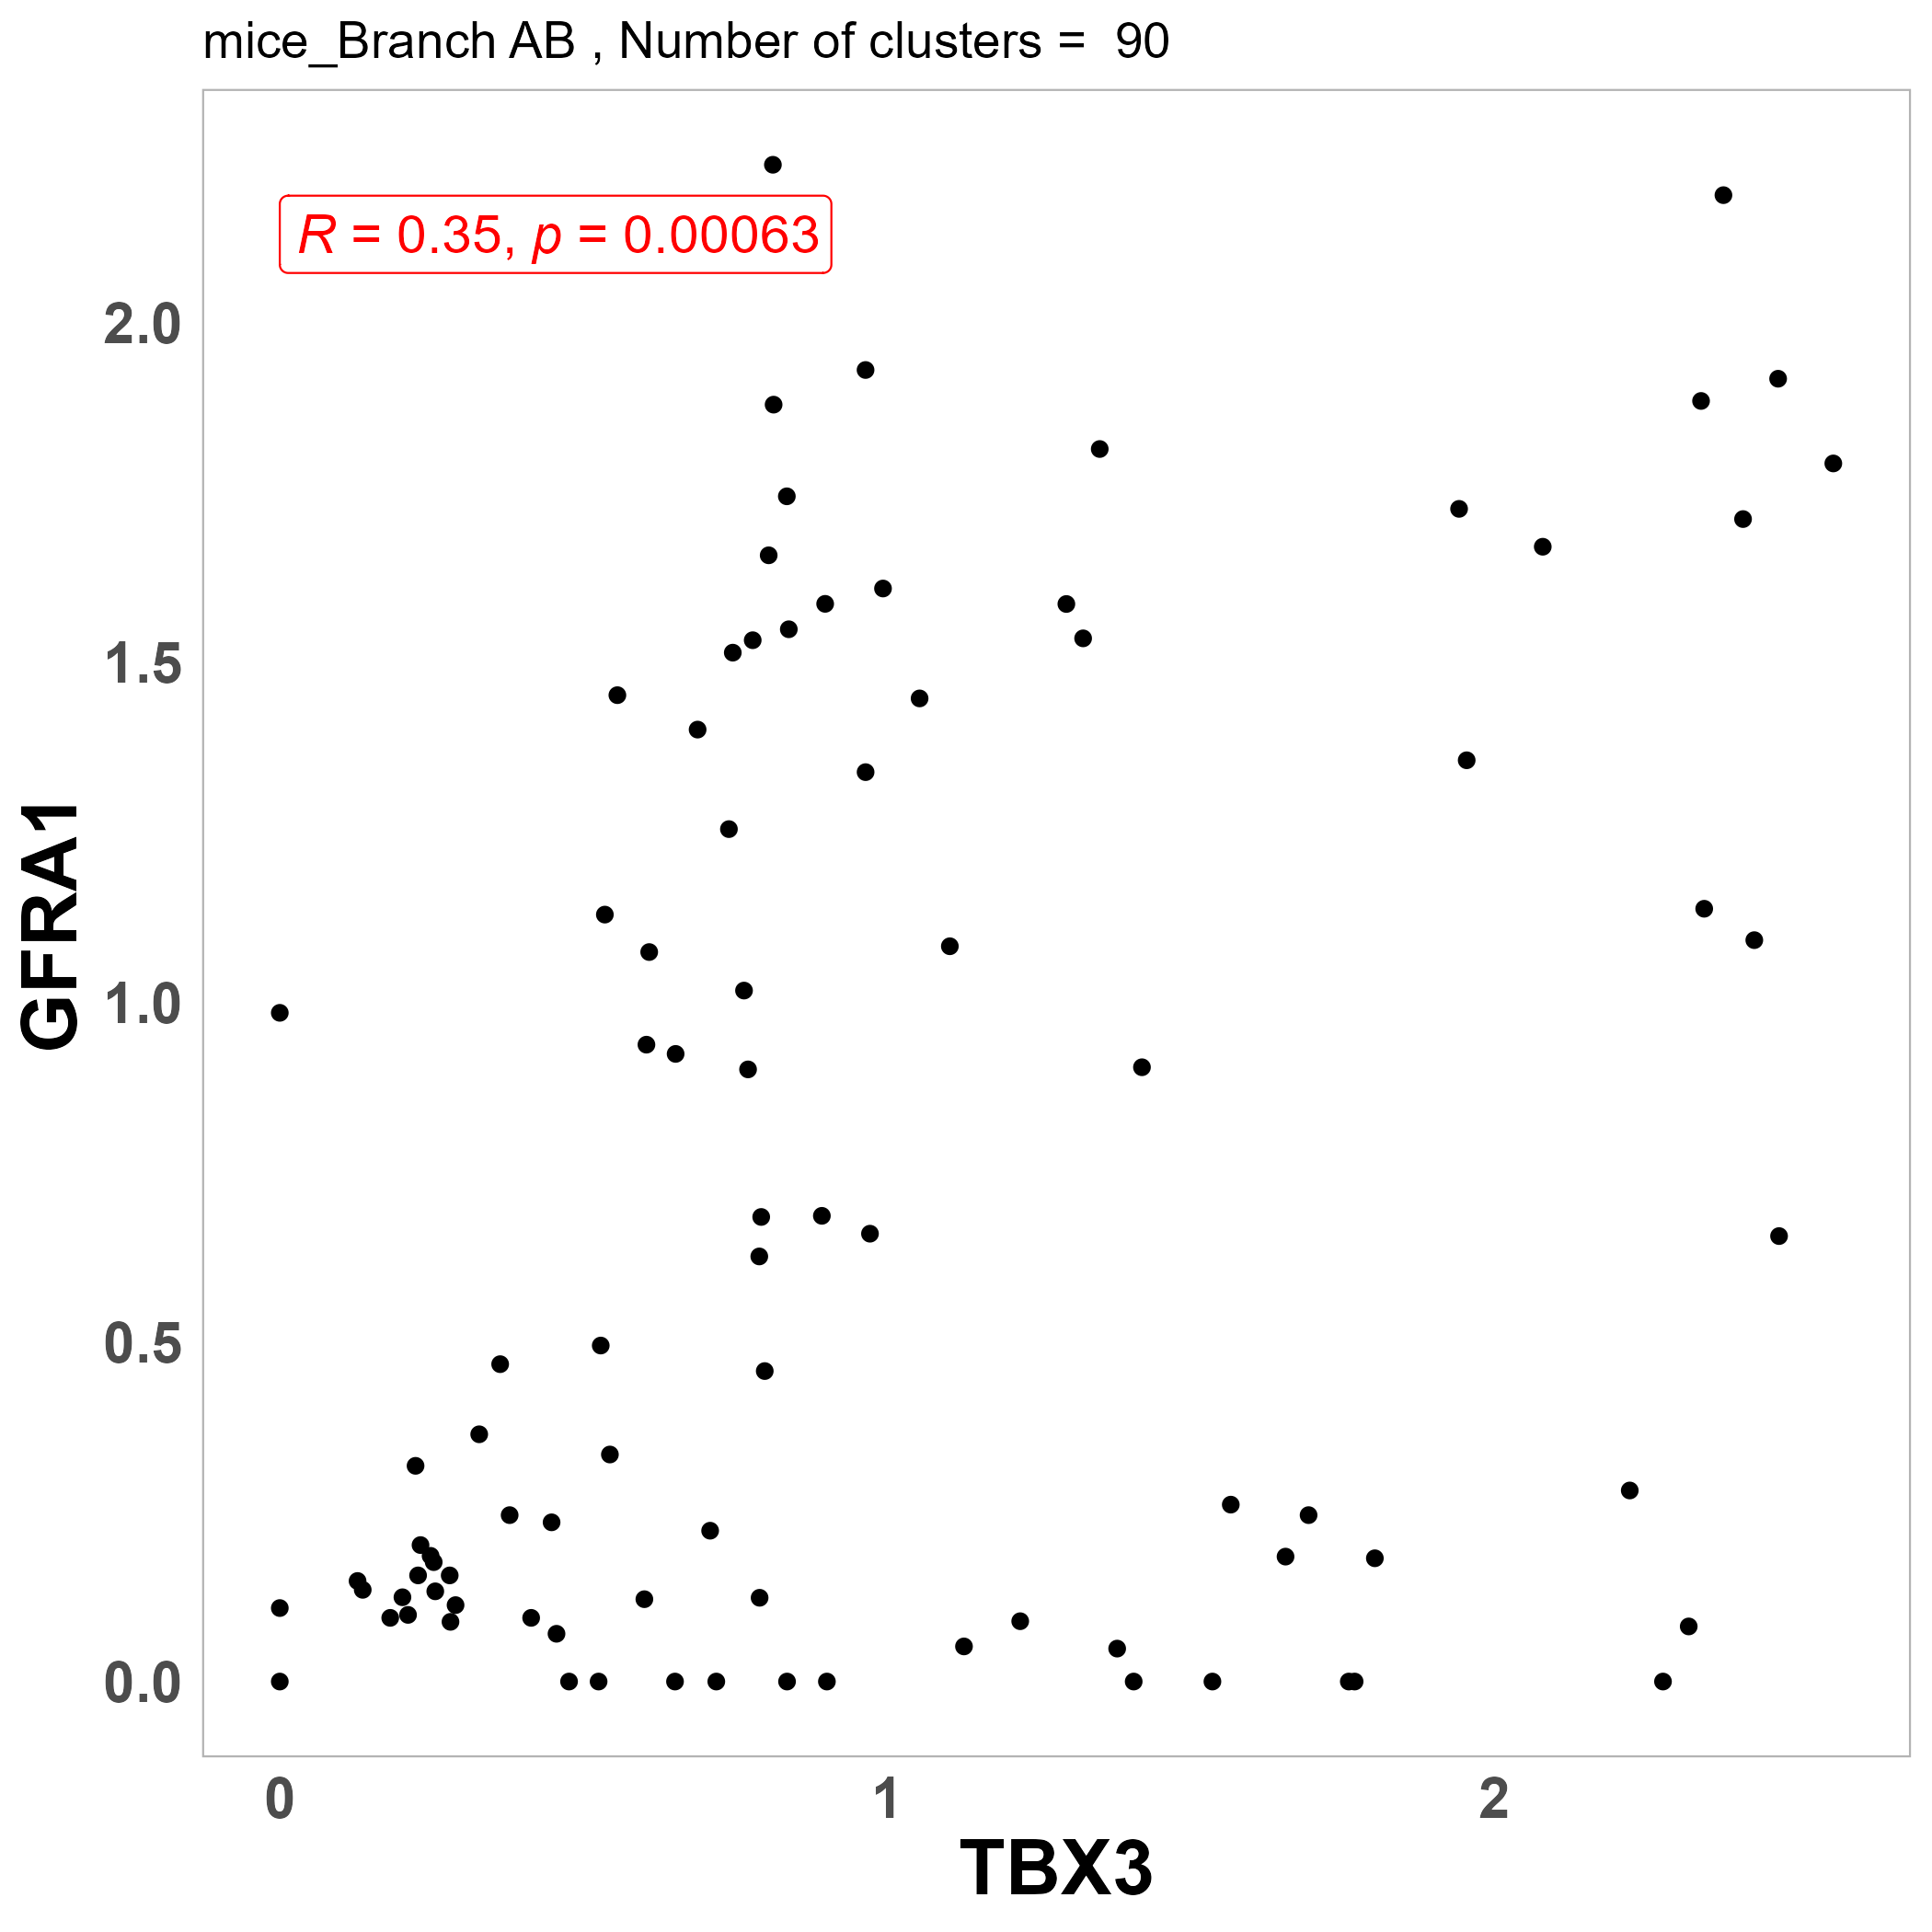 mice_Branch AB , Number of clusters =  90
R = 0.35, p = 0.00063
2.0
1.5
1.0
0.5
0.0
GFRA1
0 1 2
TBX3